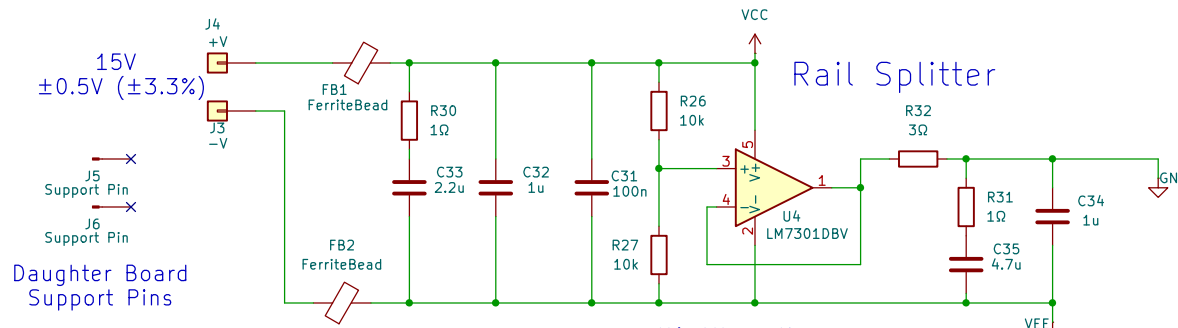 J4
+V
15V
±0.5V (±3.3%)
J3
-V
J5
Support Pin
J6
Support Pin
Daughter Board
Support Pins
FB1
FerriteBead
FB2
FerriteBead
R30
1Ω
C33
2.2u
C32
1u
C31
100n
R26
10k
R27
10k
VCC
Rail Splitter
3
4
5
2
1
+
-
V+
V-
U4
LM7301DBV
R32
3Ω
R31
1Ω
C35
4.7u
C34
1u
GN
VEE